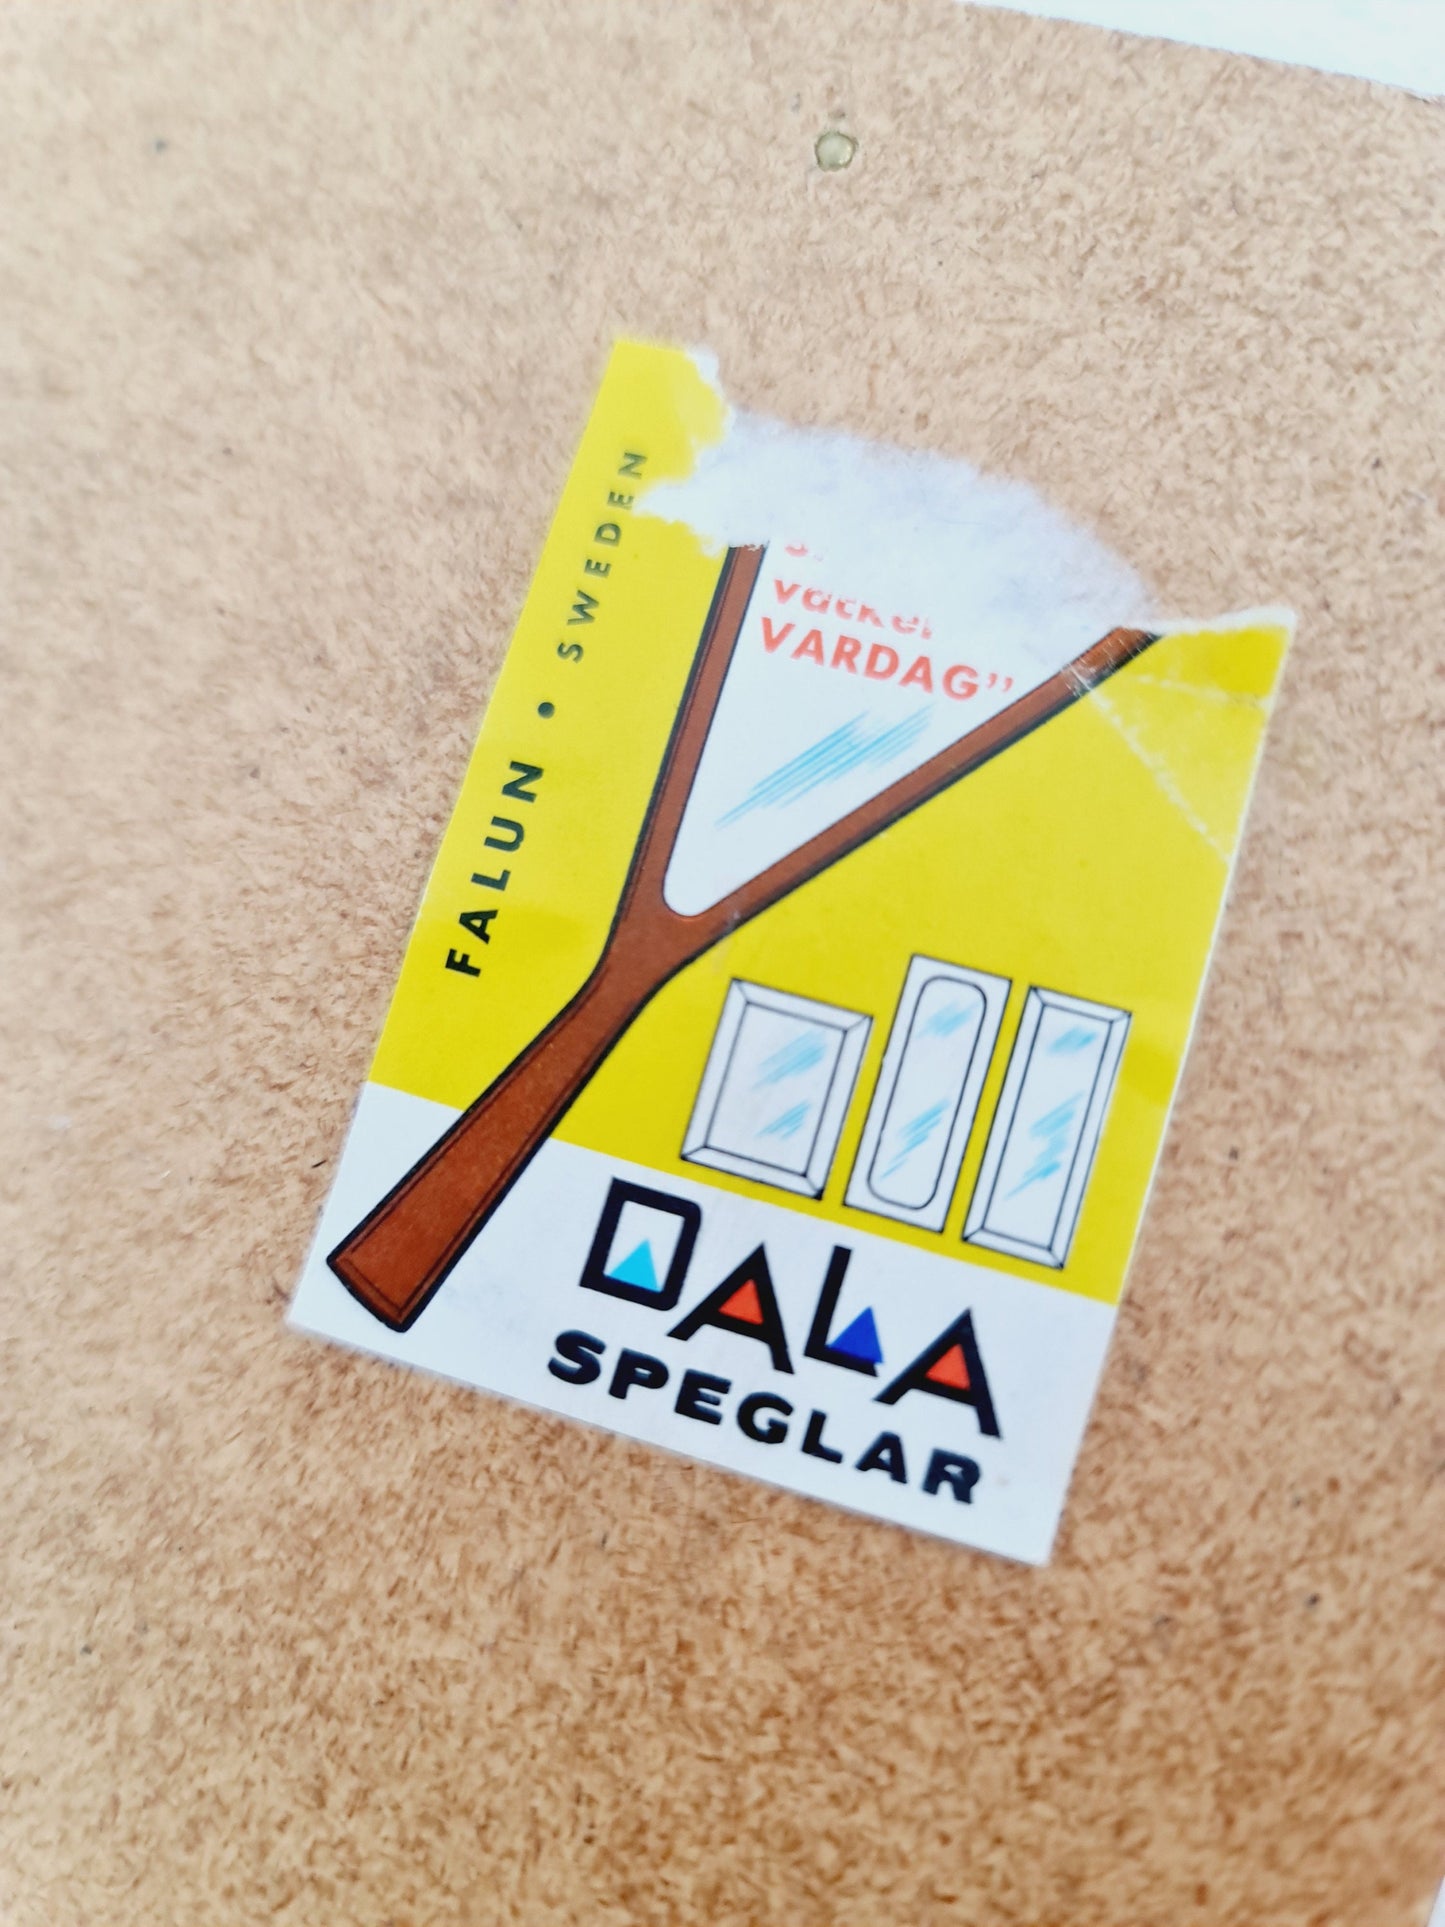 vacker
VARDAG”
FALUN • SWEDEN
DALA
SPEGLAR